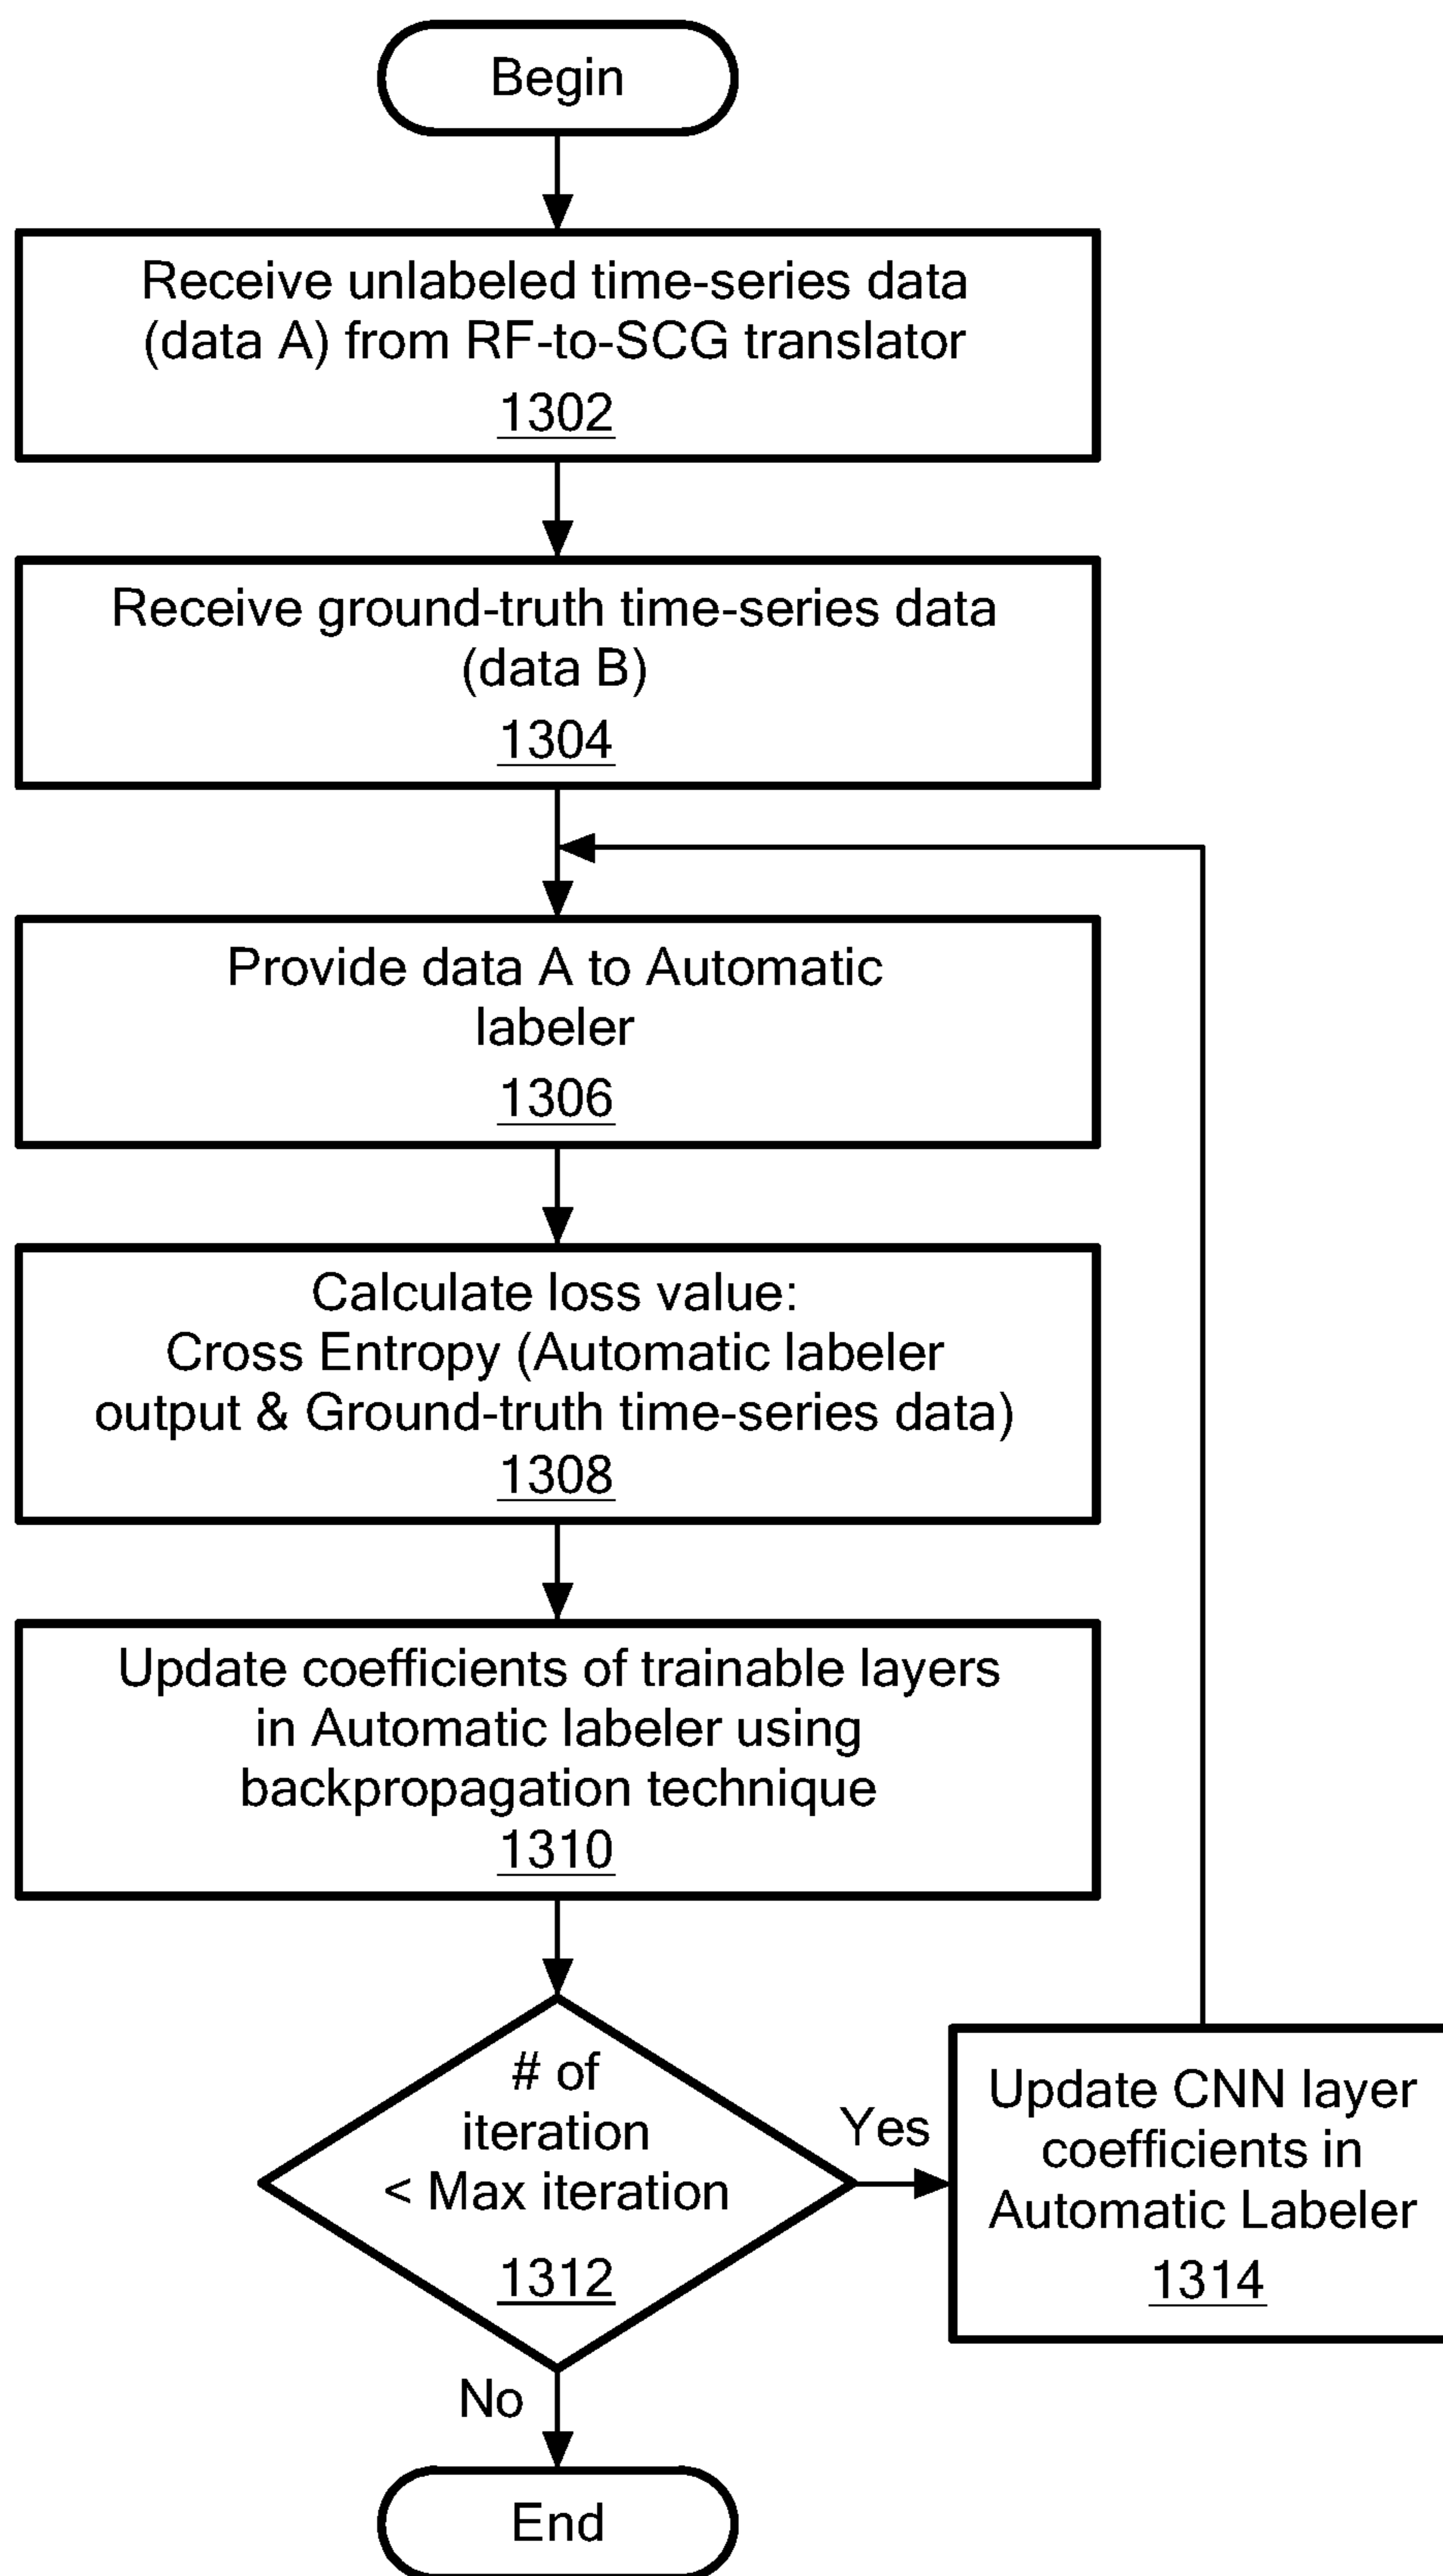 Begin
Receive unlabeled time-series data
(data A) from RF-to-SCG translator
1302
Receive ground-truth time-series data
(data B)
1304
Provide data A to Automatic
labeler
1306
Calculate loss value:
Cross Entropy (Automatic labeler
output & Ground-truth time-series data)
1308
Update coefficients of trainable layers
in Automatic labeler using
backpropagation technique
1310
# of
iteration
< Max iteration
1312
Yes
Update CNN layer
coefficients in
Automatic Labeler
1314
No
End